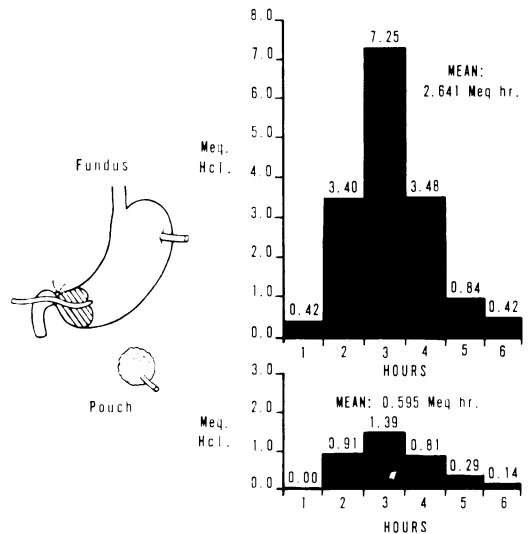 Fundus
Pouch
Meq.
Hcl.
8.0
7.0
6.0
5.0
4.0
3.0
2.0
1.0
0.0
0.42
3.40
7.25
3.48
0.84
0.42
MEAN:
2.641 Meq hr.
1 2 3 4 5 6
HOURS
Meq.
Hcl.
3.0
2.0
1.0
0.0
MEAN: 0.595 Meq hr.
0.00
0.91
1.39
0.81
0.29
0.14
1 2 3 4 5 6
HOURS